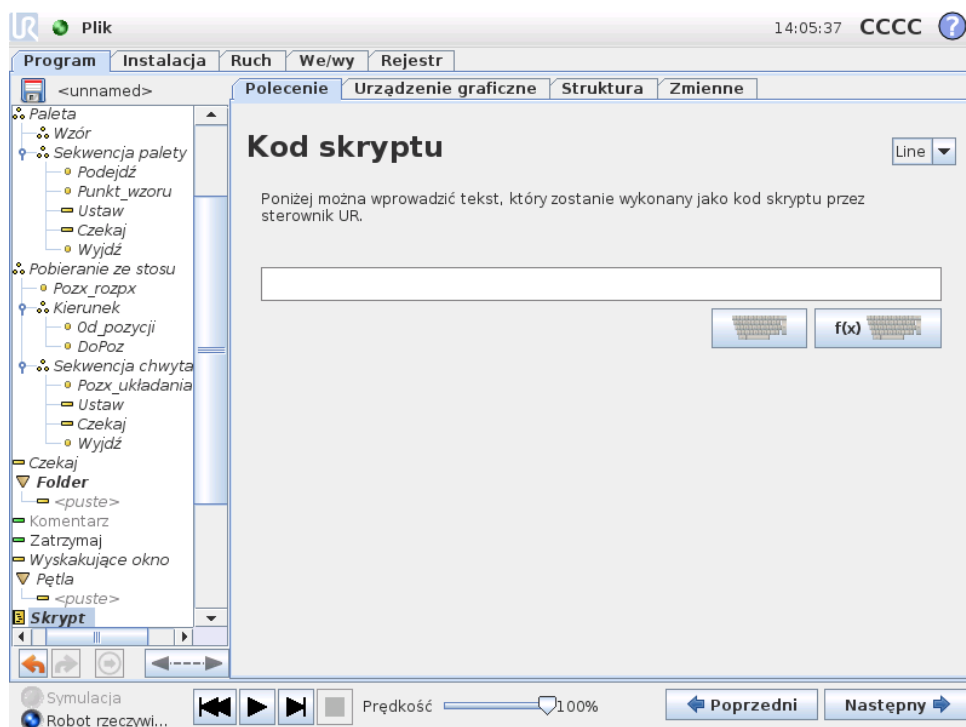 UR Plik 14:05:37 CCCC ?
Program Instalacja Ruch We/wy Rejestr
<unnamed>
Polecenie Urządzenie graficzne Struktura Zmienne
Paleta
Wzór
Sekwencja palety
Podejdź
Punkt_wzoru
Ustaw
Czekaj
Wyjdź
Pobieranie ze stosu
Pozx_rozpx
Kierunek
Od_pozycji
DoPoz
Sekwencja chwyta
Pozx_układania
Ustaw
Czekaj
Wyjdź
Czekaj
Folder
<puste>
Komentarz
Zatrzymaj
Wyskakujące okno
Pętla
<puste>
Skrypt
Kod skryptu
Line
Poniżej można wprowadzić tekst, który zostanie wykonany jako kod skryptu przez
sterownik UR.
f(x)
Symulacja
Robot rzeczywi...
Prędkość 100%
Poprzedni Następny